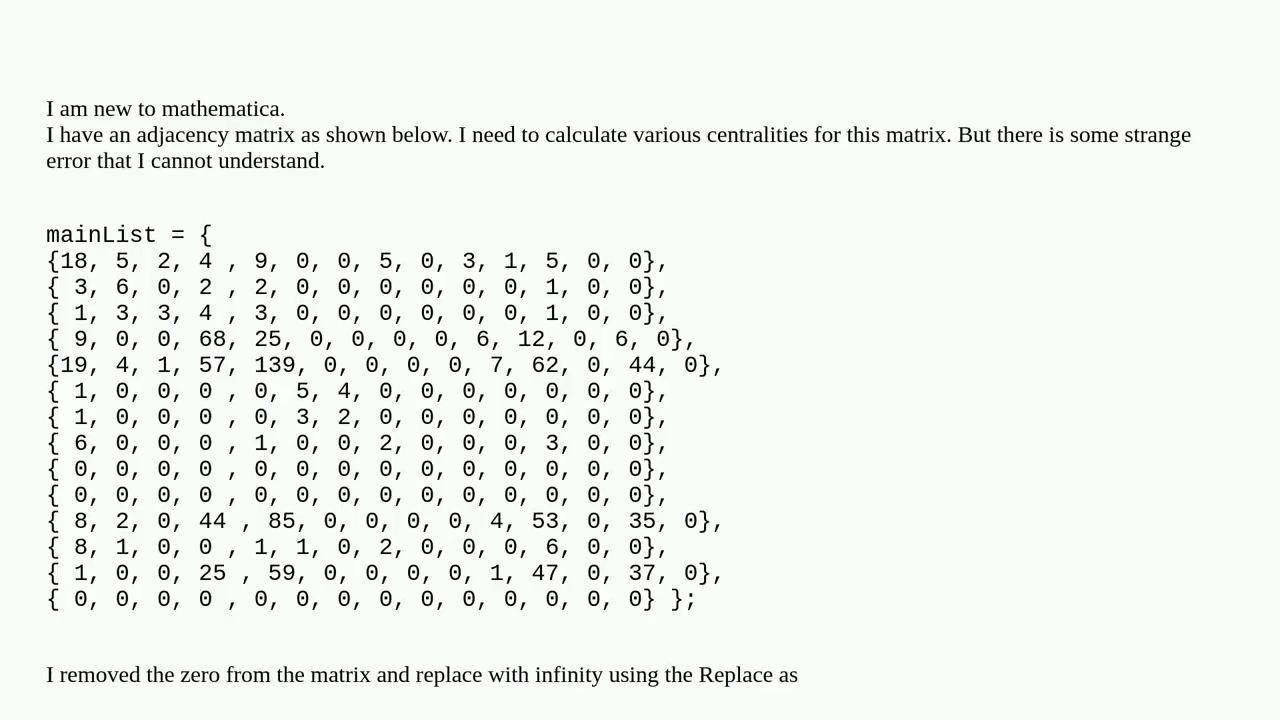 I am new to mathematica.
I have an adjacency matrix as shown below. I need to calculate various centralities for this matrix. But there is some strange
error that I cannot understand.
mainList = {
{18, 5, 2, 4 , 9, 0, 0, 5, 0, 3, 1, 5, 0, 0},
{ 3, 6, 0, 2 , 2, 0, 0, 0, 0, 0, 0, 1, 0, 0},
{ 1, 3, 3, 4 , 3, 0, 0, 0, 0, 0, 0, 1, 0, 0},
{ 9, 0, 0, 68, 25, 0, 0, 0, 0, 6, 12, 0, 6, 0},
{19, 4, 1, 57, 139, 0, 0, 0, 0, 7, 62, 0, 44, 0},
{ 1, 0, 0, 0 , 0, 5, 4, 0, 0, 0, 0, 0, 0, 0},
{ 1, 0, 0, 0 , 0, 3, 2, 0, 0, 0, 0, 0, 0, 0},
{ 6, 0, 0, 0 , 1, 0, 0, 2, 0, 0, 0, 3, 0, 0},
{ 0, 0, 0, 0 , 0, 0, 0, 0, 0, 0, 0, 0, 0, 0},
{ 0, 0, 0, 0 , 0, 0, 0, 0, 0, 0, 0, 0, 0, 0},
{ 8, 2, 0, 44 , 85, 0, 0, 0, 0, 4, 53, 0, 35, 0},
{ 8, 1, 0, 0 , 1, 1, 0, 2, 0, 0, 0, 6, 0, 0},
{ 1, 0, 0, 25 , 59, 0, 0, 0, 0, 1, 47, 0, 37, 0},
{ 0, 0, 0, 0 , 0, 0, 0, 0, 0, 0, 0, 0, 0, 0} };
I removed the zero from the matrix and replace with infinity using the Replace as